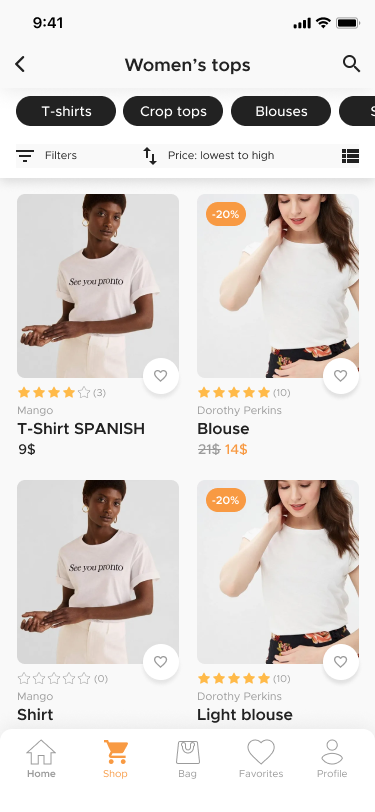 9:41
Women's tops
T-shirts
Crop tops
Blouses
S
Filters
Price: lowest to high
-20%
See you pronto
(3)
(10)
Mango
Dorothy Perkins
T-Shirt SPANISH
Blouse
9$
21$ 14$
-20%
See you pronto
(0)
(10)
Mango
Dorothy Perkins
Shirt
Light blouse
Home
Shop
Bag
Favorites
Profile